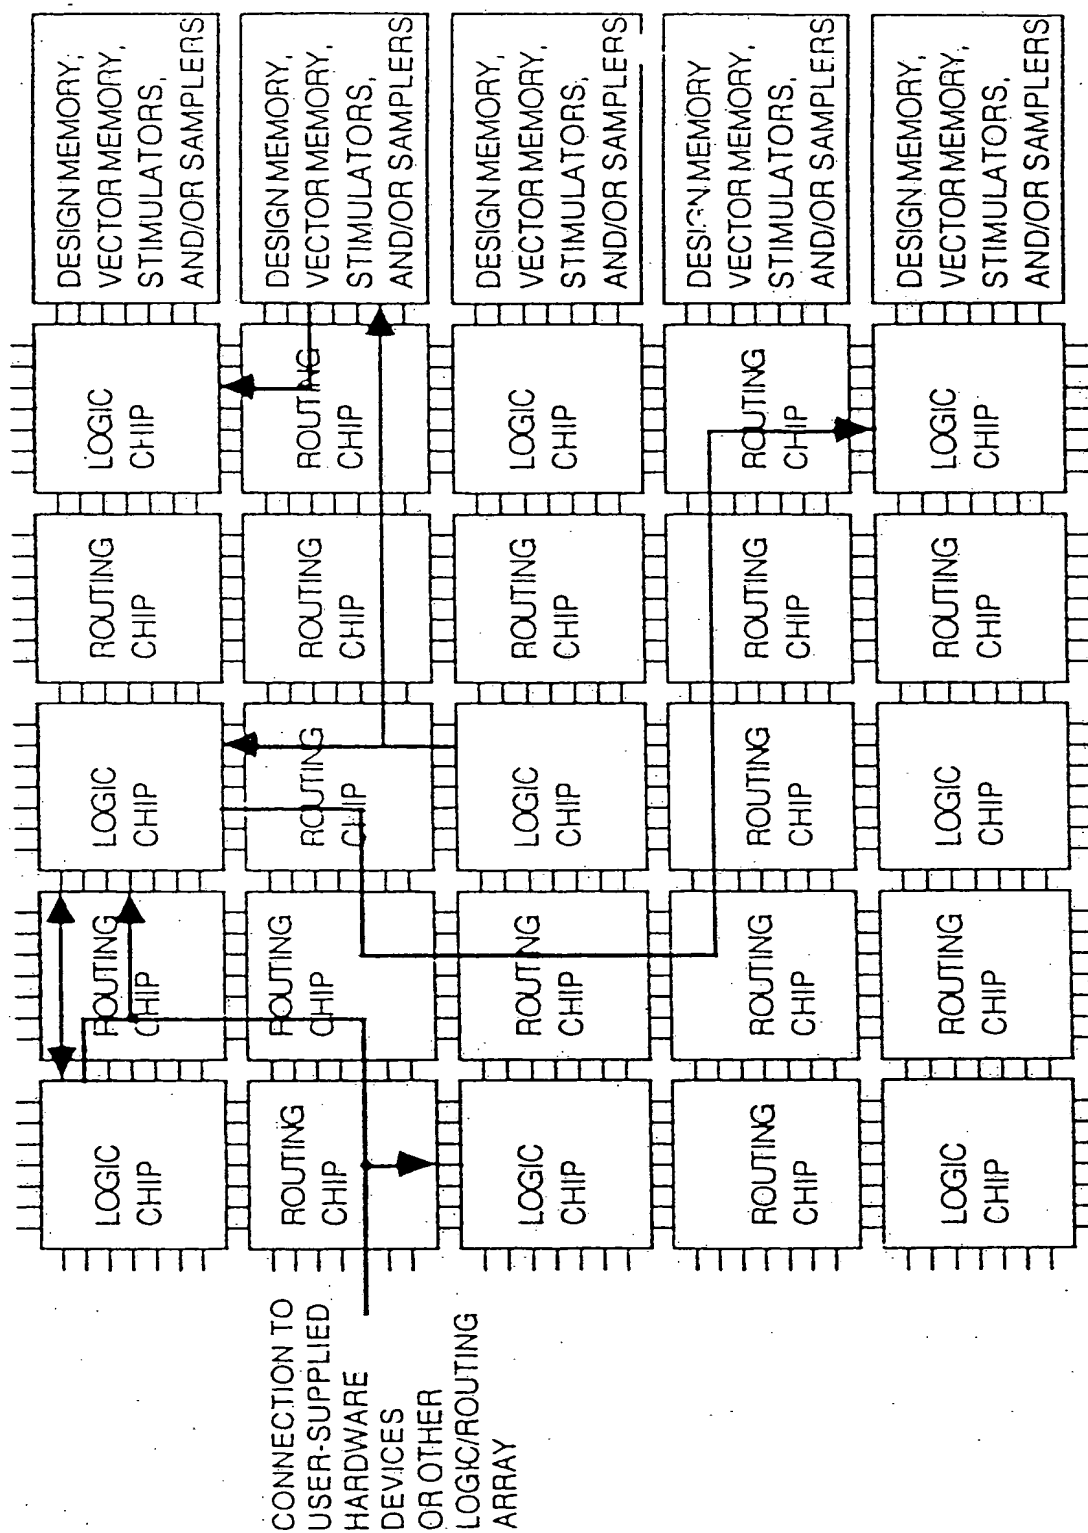 LOGIC
CHIP
ROUTING
CHIP
LOGIC
CHIP
ROUTING
CHIP
LOGIC
CHIP
DESIGN MEMORY,
VECTOR MEMORY,
STIMULATORS,
AND/OR SAMPLERS
CONNECTION TO
USER-SUPPLIED
HARDWARE
DEVICES
OR OTHER
LOGIC/ROUTING
ARRAY
ROUTING
CHIP
ROUTING
CHIP
ROUTING
CHIP
ROUTING
CHIP
ROUTING
CHIP
DESIGN MEMORY,
VECTOR MEMORY,
STIMULATORS,
AND/OR SAMPLERS
LOGIC
CHIP
ROUTING
CHIP
LOGIC
CHIP
ROUTING
CHIP
LOGIC
CHIP
DESIGN MEMORY,
VECTOR MEMORY,
STIMULATORS,
AND/OR SAMPLERS
ROUTING
CHIP
ROUTING
CHIP
ROUTING
CHIP
ROUTING
CHIP
ROUTING
CHIP
DESIGN MEMORY
VECTOR MEMORY,
STIMULATORS,
AND/OR SAMPLERS
LOGIC
CHIP
ROUTING
CHIP
LOGIC
CHIP
ROUTING
CHIP
LOGIC
CHIP
DESIGN MEMORY,
VECTOR MEMORY,
STIMULATORS,
AND/OR SAMPLERS